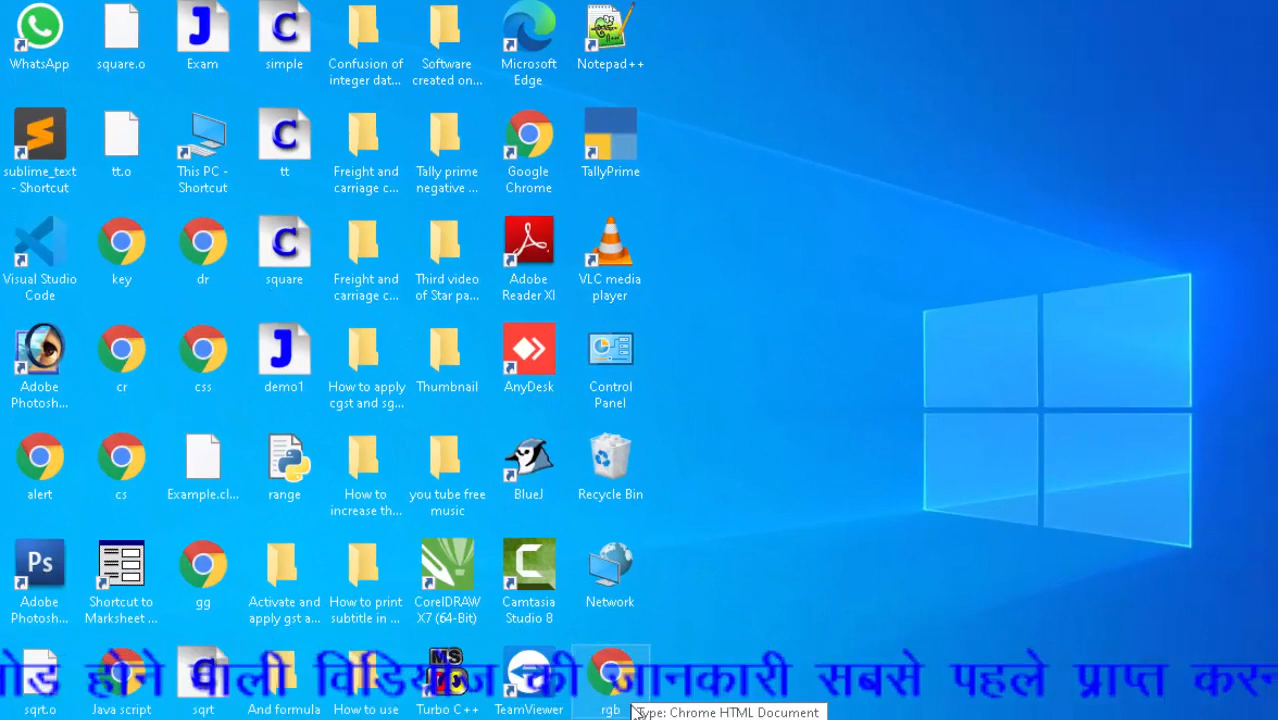 WhatsApp
square.o
Exam
simple
Confusion of
integer dat...
Software
created on...
Microsoft
Edge
Notepad++
sublime_text
- Shortcut
tt.o
This PC -
Shortcut
tt
Freight and
carriage c...
Tally prime
negative ...
Google
Chrome
TallyPrime
Visual Studio
Code
key
dr
square
Freight and
carriage c...
Third video
of Star pa...
Adobe
Reader XI
VLC media
player
Adobe
Photosh...
cr
css
demo1
How to apply
cgst and sg...
Thumbnail
AnyDesk
Control
Panel
alert
cs
Example.cl...
range
How to
increase th...
you tube free
music
BlueJ
Recycle Bin
Adobe
Photosh...
Shortcut to
Marksheet ...
gg
Activate and
apply gst a...
How to print
subtitle in ...
CorelDRAW
X7 (64-Bit)
Camtasia
Studio 8
Network
होने वाली विडियोज की जानकारी सबसे पहले प्राप्त
sqrt.o
Java script
sqrt
And formula
How to use
Turbo C++
TeamViewer
rgb
Type: Chrome HTML Document